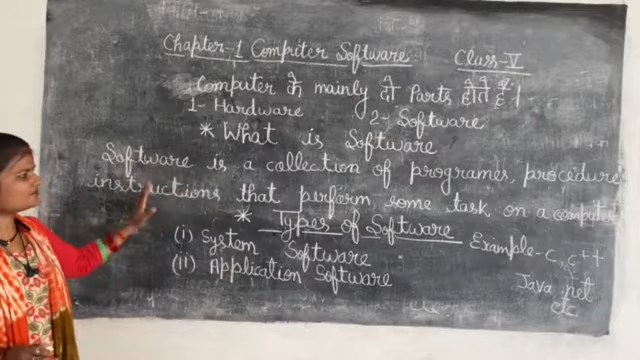 Chapter-1 Computer Software Class-V
Computer के mainly दो Parts होते है।
1- Hardware 2- Software
* What is Software
Software is a collection of programes, procedure
instructions that perform some task on a computer
* Types of Software
(i) System Software Example-C, C++
(ii) Application Software Java .net
etc